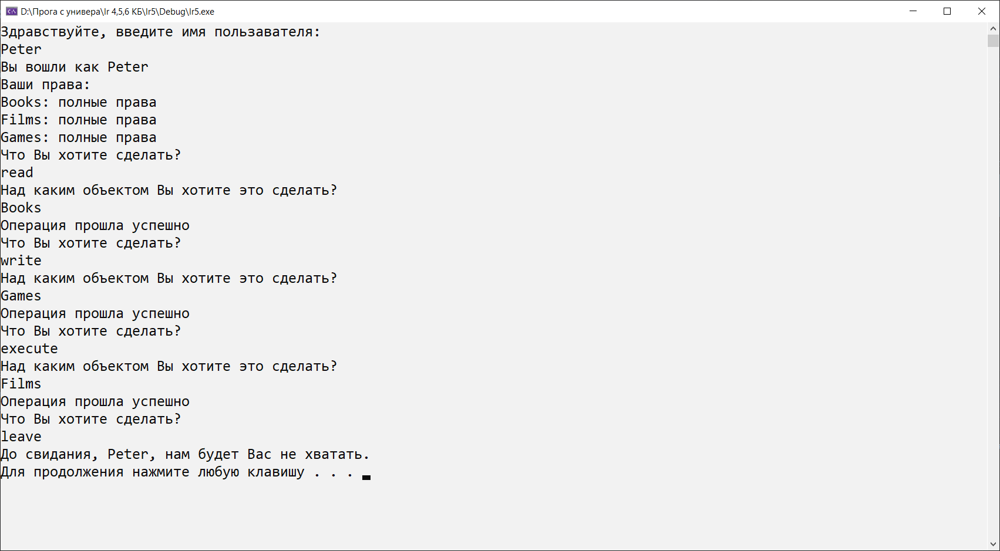 D:\Прога с универа\lr 4,5,6 КБ\lr5\Debug\lr5.exe
Здравствуйте, введите имя пользавателя:
Peter
Вы вошли как Peter
Ваши права:
Books: полные права
Films: полные права
Games: полные права
Что Вы хотите сделать?
read
Над каким объектом Вы хотите это сделать?
Books
Операция прошла успешно
Что Вы хотите сделать?
write
Над каким объектом Вы хотите это сделать?
Games
Операция прошла успешно
Что Вы хотите сделать?
execute
Над каким объектом Вы хотите это сделать?
Films
Операция прошла успешно
Что Вы хотите сделать?
leave
До свидания, Peter, нам будет Вас не хватать.
Для продолжения нажмите любую клавишу . . .